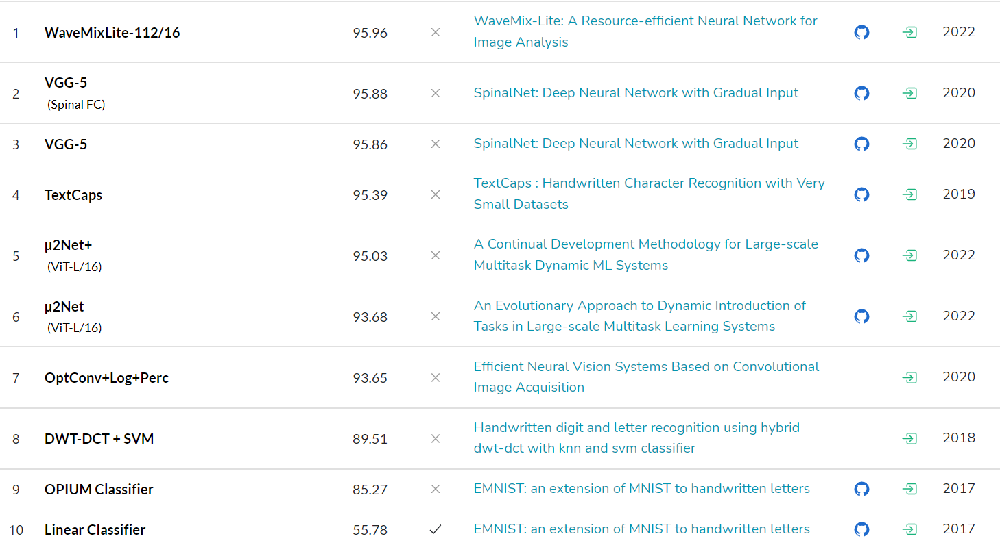 1 WaveMixLite-112/16 95.96 WaveMix-Lite: A Resource-efficient Neural Network for 2022
Image Analysis
2 VGG-5 95.88 SpinalNet: Deep Neural Network with Gradual Input 2020
(Spinal FC)
3 VGG-5 95.86 SpinalNet: Deep Neural Network with Gradual Input 2020
4 TextCaps 95.39 TextCaps : Handwritten Character Recognition with Very 2019
Small Datasets
5 µ2Net+ 95.03 A Continual Development Methodology for Large-scale 2022
(ViT-L/16) Multitask Dynamic ML Systems
6 µ2Net 93.68 An Evolutionary Approach to Dynamic Introduction of 2022
(ViT-L/16) Tasks in Large-scale Multitask Learning Systems
7 OptConv+Log+Perc 93.65 Efficient Neural Vision Systems Based on Convolutional 2020
Image Acquisition
8 DWT-DCT + SVM 89.51 Handwritten digit and letter recognition using hybrid 2018
dwt-dct with knn and svm classifier
9 OPIUM Classifier 85.27 EMNIST: an extension of MNIST to handwritten letters 2017
10 Linear Classifier 55.78 EMNIST: an extension of MNIST to handwritten letters 2017